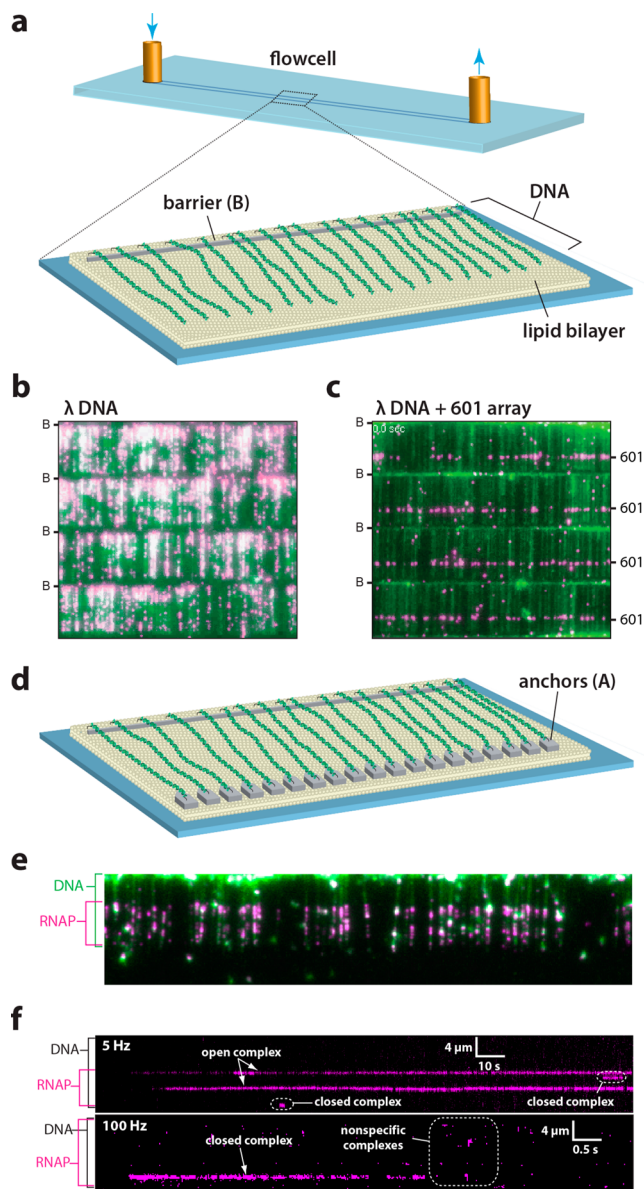 a
flowcell
barrier (B)
DNA
lipid bilayer
b
λ DNA
B
B
B
B
c
λ DNA + 601 array
0.0 sec
B
B
B
B
601
601
601
601
d
anchors (A)
e
DNA
RNAP
f
DNA
RNAP
5 Hz
open complex
closed complex
closed complex
4 µm
10 s
DNA
RNAP
100 Hz
closed complex
nonspecific
complexes
4 µm
0.5 s